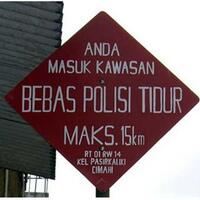 ANDA
MASUK KAWASAN
BEBAS POLISI TIDUR
MAKS. 15km
RT 01 RW 14
KEL PASIRKALIKI
CIMAHI